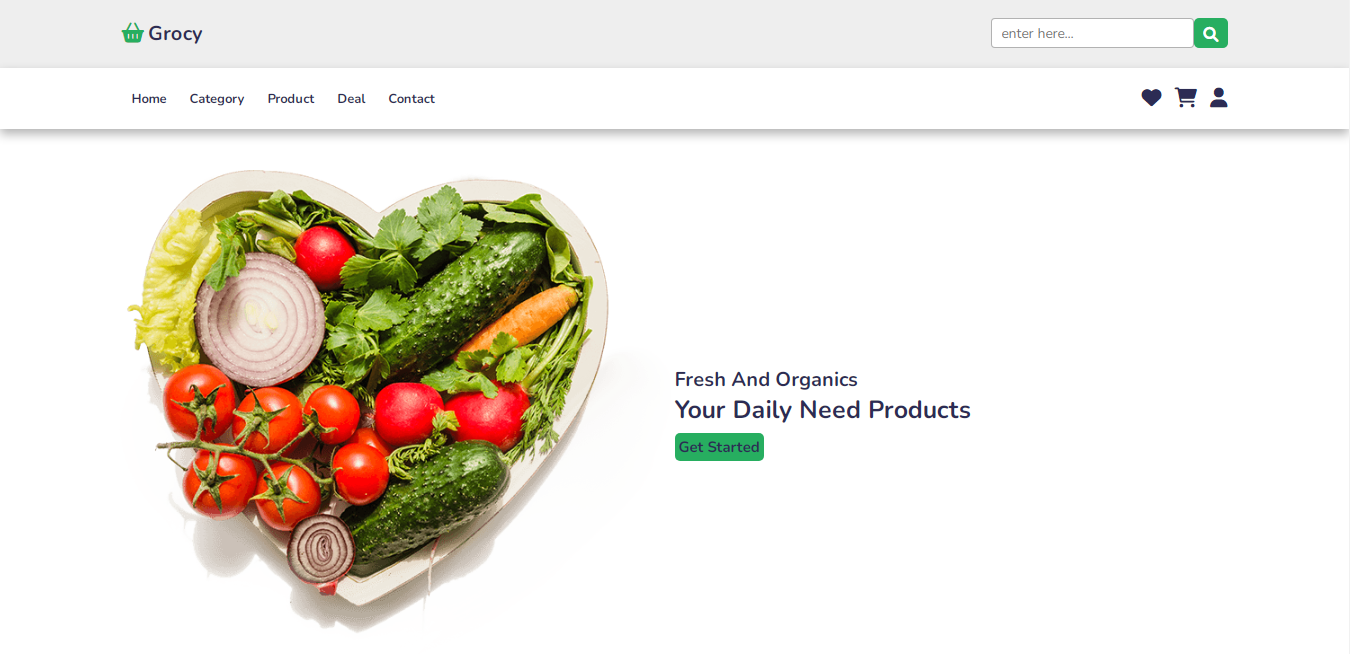 Grocy
enter here...
Home Category Product Deal Contact
Fresh And Organics
Your Daily Need Products
Get Started